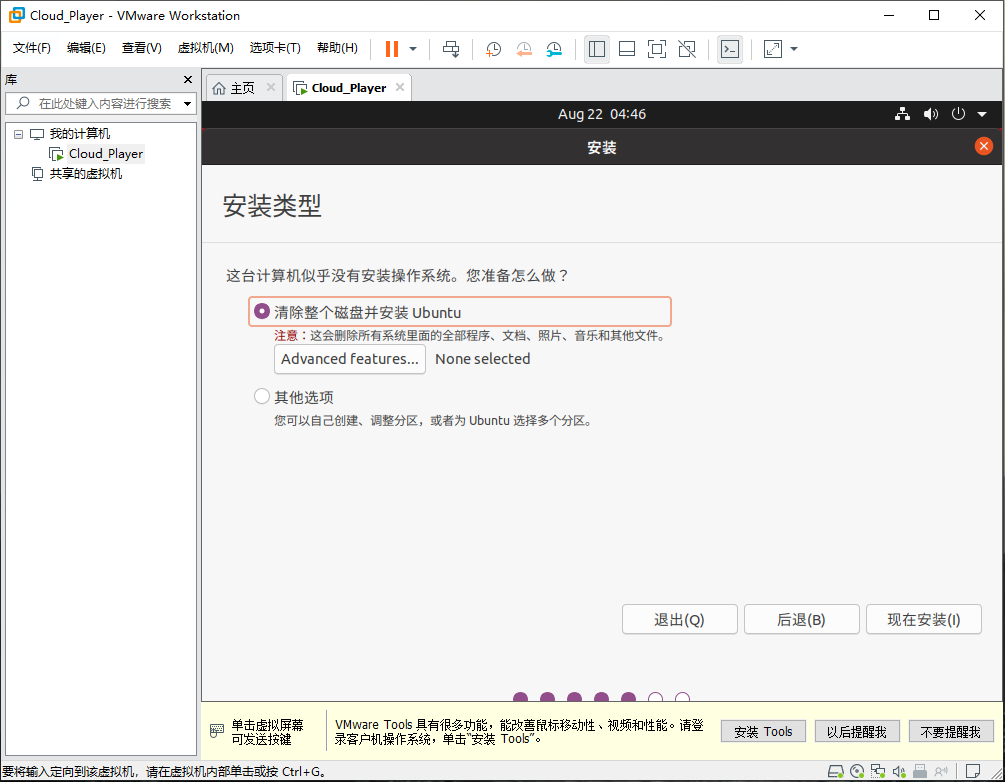 Cloud_Player - VMware Workstation
文件(F) 编辑(E) 查看(V) 虚拟机(M) 选项卡(T) 帮助(H)
库
在此处键入内容进行搜索
我的计算机
Cloud_Player
共享的虚拟机
主页
Cloud_Player
Aug 22 04:46
安装
安装类型
这台计算机似乎没有安装操作系统。您准备怎么做？
清除整个磁盘并安装 Ubuntu
注意：这会删除所有系统里面的全部程序、文档、照片、音乐和其他文件。
Advanced features... None selected
其他选项
您可以自己创建、调整分区，或者为 Ubuntu 选择多个分区。
退出(Q) 后退(B) 现在安装(I)
单击虚拟屏幕
可发送按键
VMware Tools 具有很多功能，能改善鼠标移动性、视频和性能。请登
录客户机操作系统，单击“安装 Tools”。
安装 Tools 以后提醒我 不要提醒我
要将输入定向到该虚拟机，请在虚拟机内部单击或按 Ctrl+G。